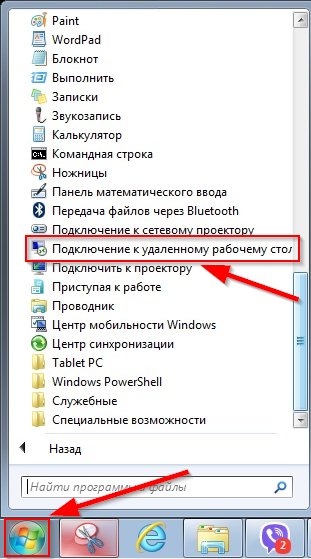 Paint
WordPad
Блокнот
Выполнить
Записки
Звукозапись
Калькулятор
Командная строка
Ножницы
Панель математического ввода
Передача файлов через Bluetooth
Подключение к сетевому проектору
Подключение к удаленному рабочему стол
Подключить к проектору
Приступая к работе
Проводник
Центр мобильности Windows
Центр синхронизации
Tablet PC
Windows PowerShell
Служебные
Специальные возможности
Назад
Найти программы и файлы
2